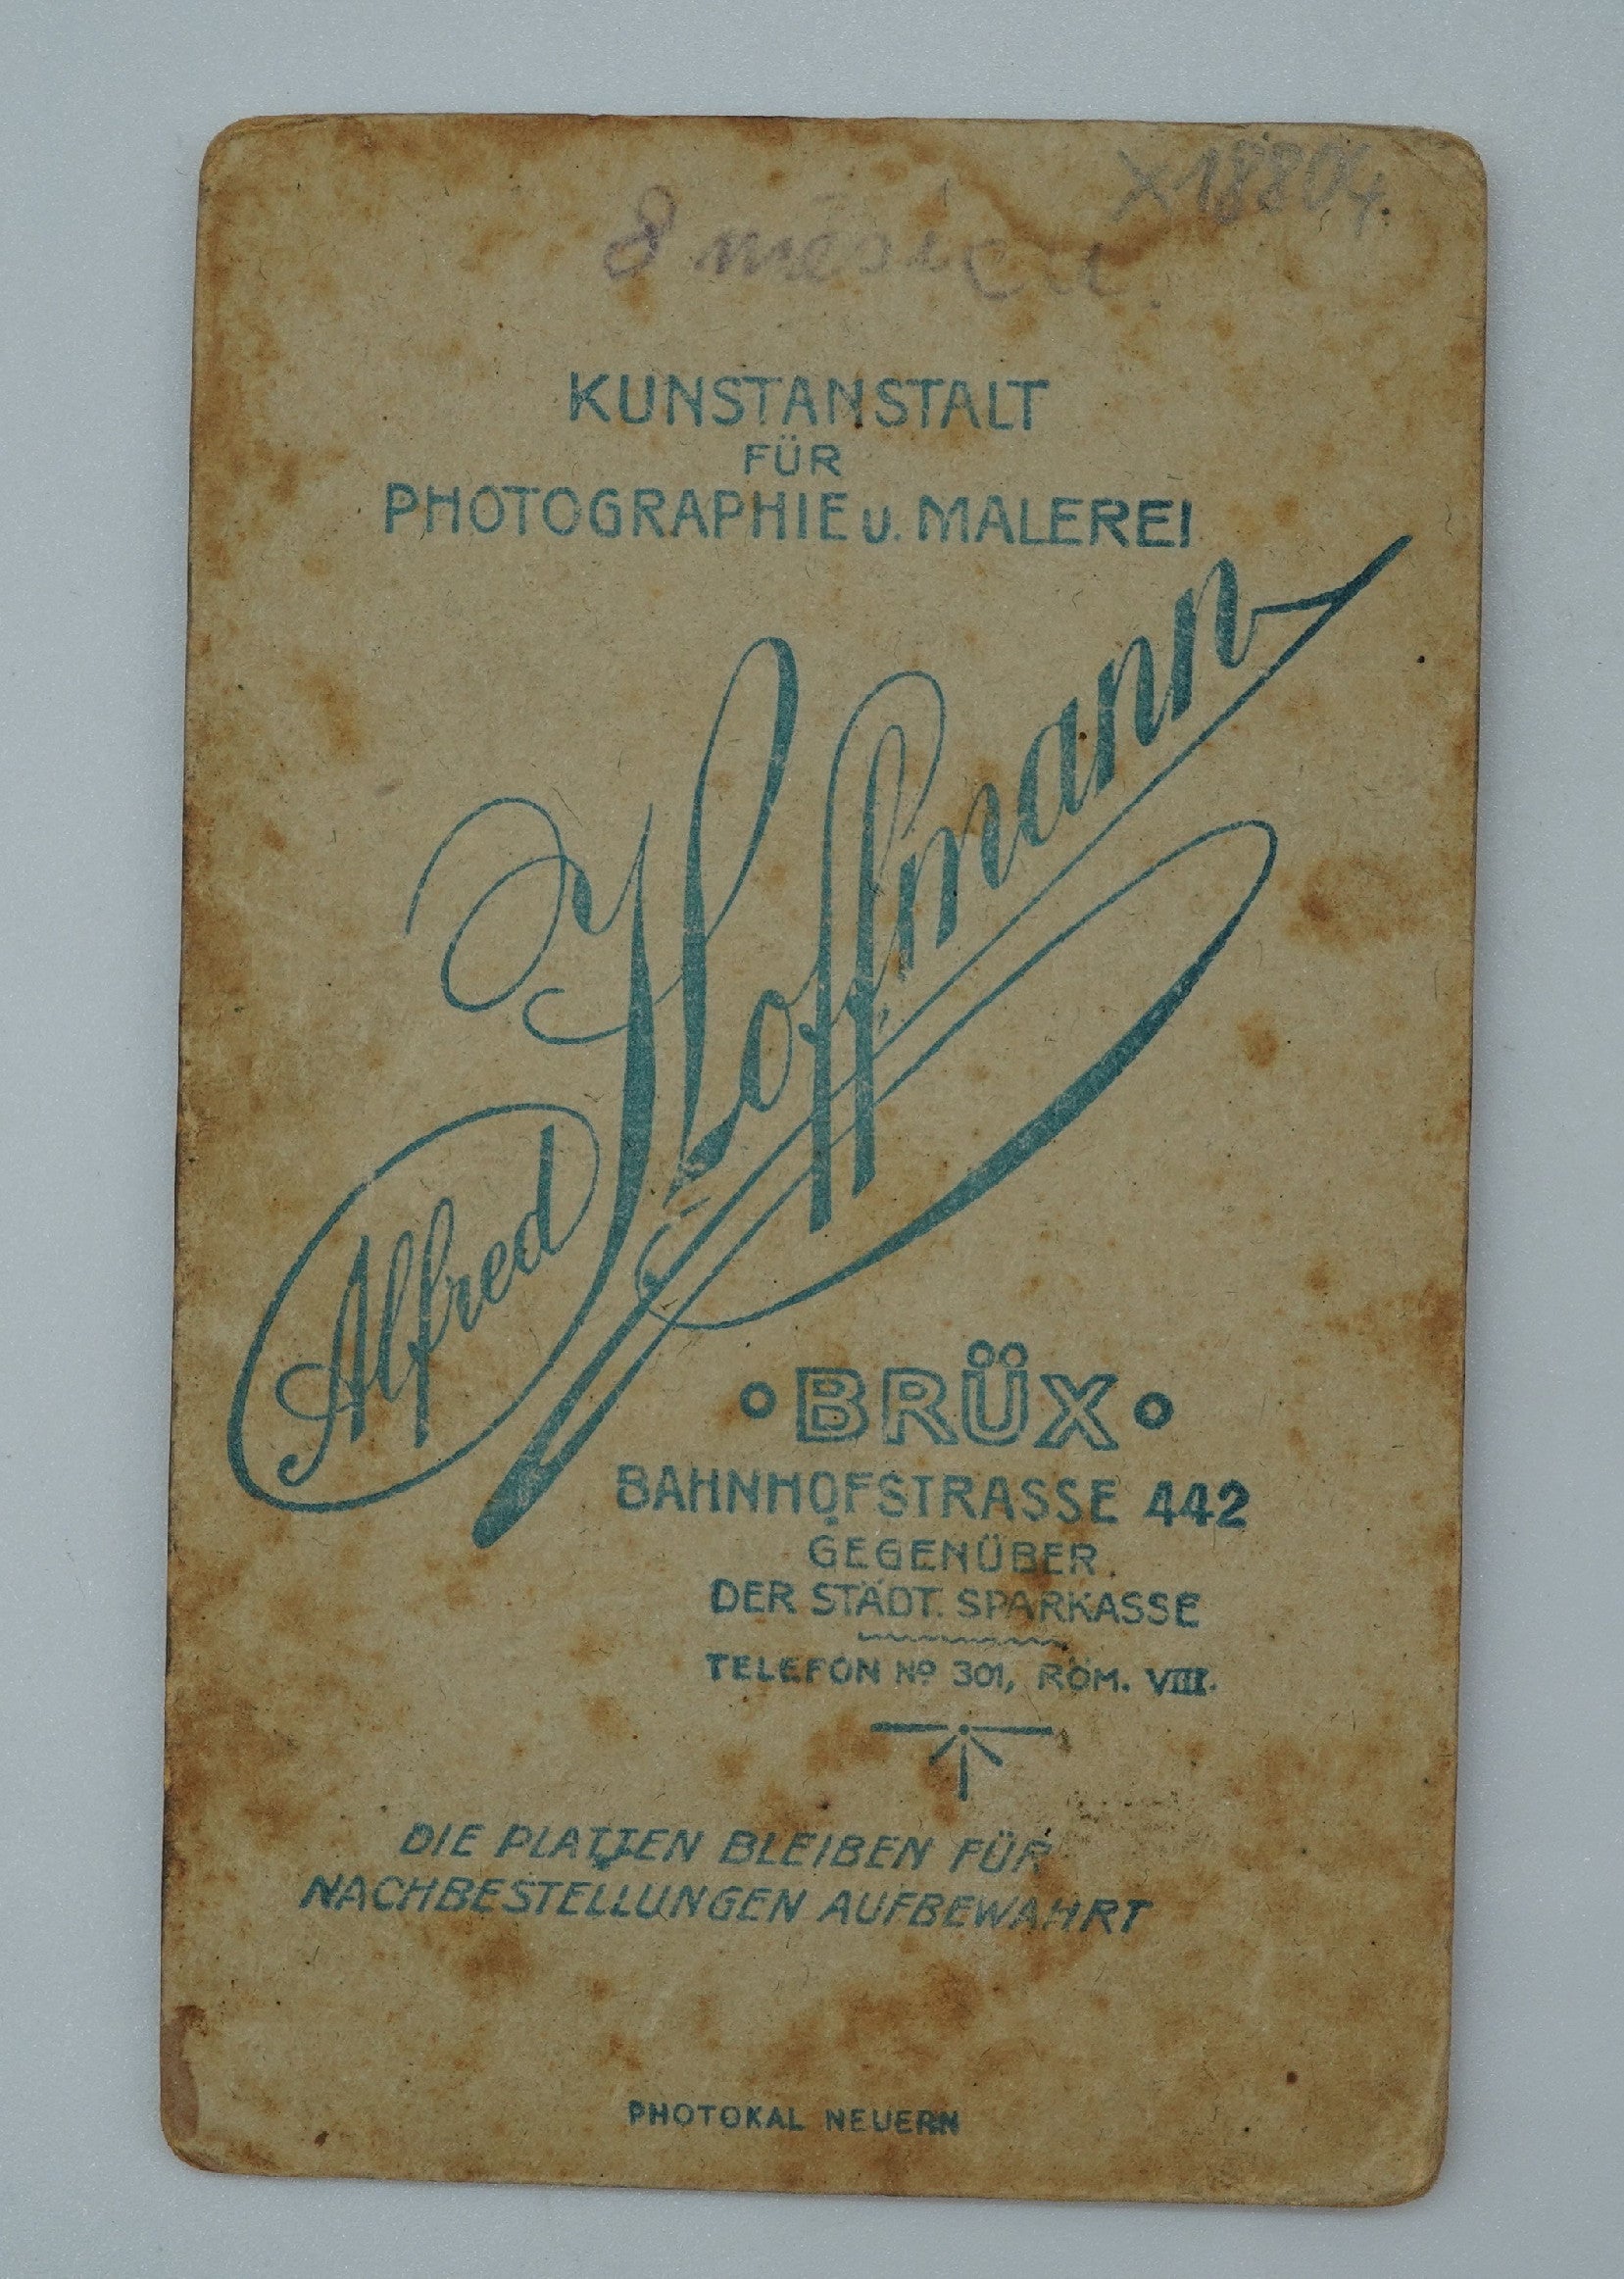 X18804
8 měsíců.
KUNSTANSTALT
FÜR
PHOTOGRAPHIE U. MALEREI
Alfred Hoffmann
BRÜX
BAHNHOFSTRASSE 442
GEGENÜBER
DER STÄDT. SPARKASSE
TELEFON No 301, RÖM. VIII.
DIE PLATTEN BLEIBEN FÜR
NACHBESTELLUNGEN AUFBEWAHRT
PHOTOKAL NEUERN